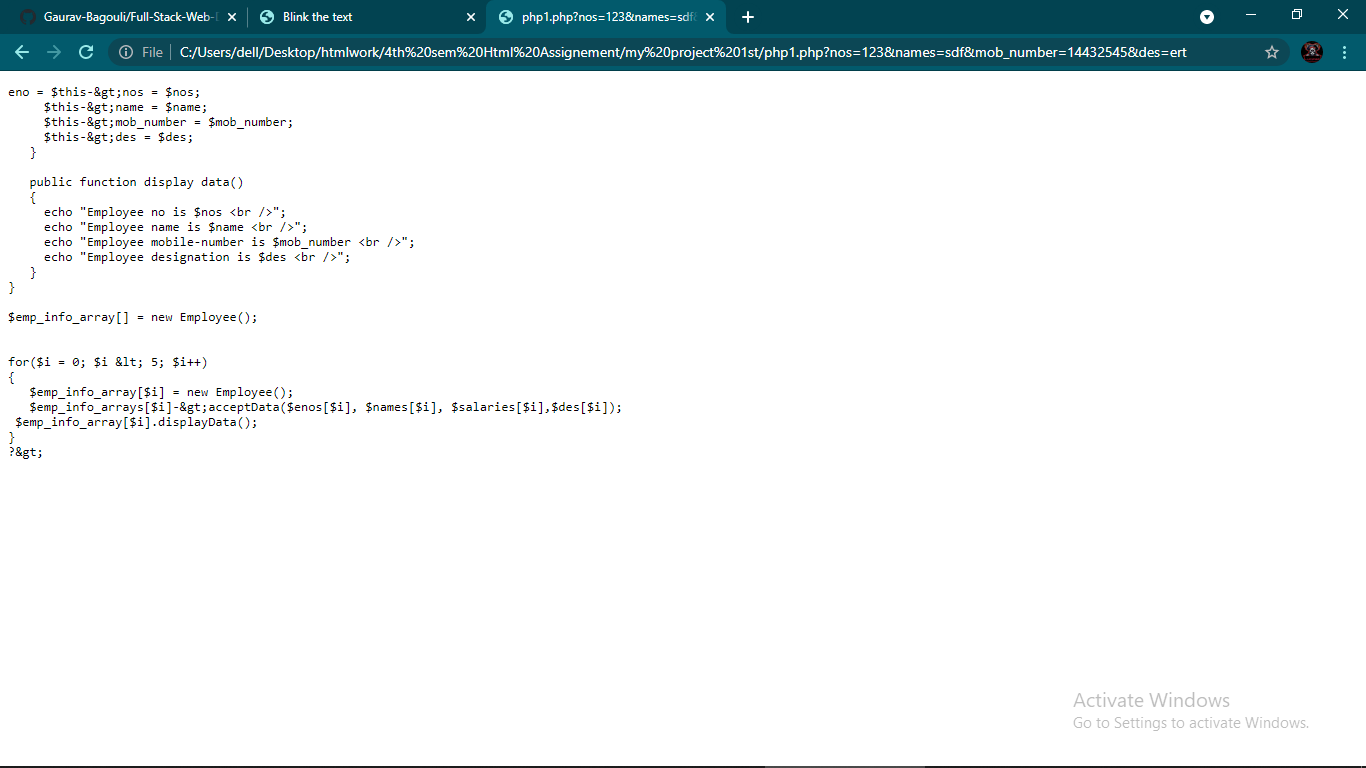 Gaurav-Bagouli/Full-Stack-Web-
Blink the text
php1.php?nos=123&names=sdf
File
C:/Users/dell/Desktop/htmlwork/4th%20sem%20Html%20Assignement/my%20project%201st/php1.php?nos=123&names=sdf&mob_number=14432545&des=ert
eno = $this-&gt;nos = $nos;
$this-&gt;name = $name;
$this-&gt;mob_number = $mob_number;
$this-&gt;des = $des;
}
public function display data()
{
echo "Employee no is $nos <br />";
echo "Employee name is $name <br />";
echo "Employee mobile-number is $mob_number <br />";
echo "Employee designation is $des <br />";
}
}
$emp_info_array[] = new Employee();
for($i = 0; $i &lt; 5; $i++)
{
$emp_info_array[$i] = new Employee();
$emp_info_arrays[$i]-&gt;acceptData($enos[$i], $names[$i], $salaries[$i],$des[$i]);
$emp_info_array[$i].displayData();
}
?&gt;
Activate Windows
Go to Settings to activate Windows.